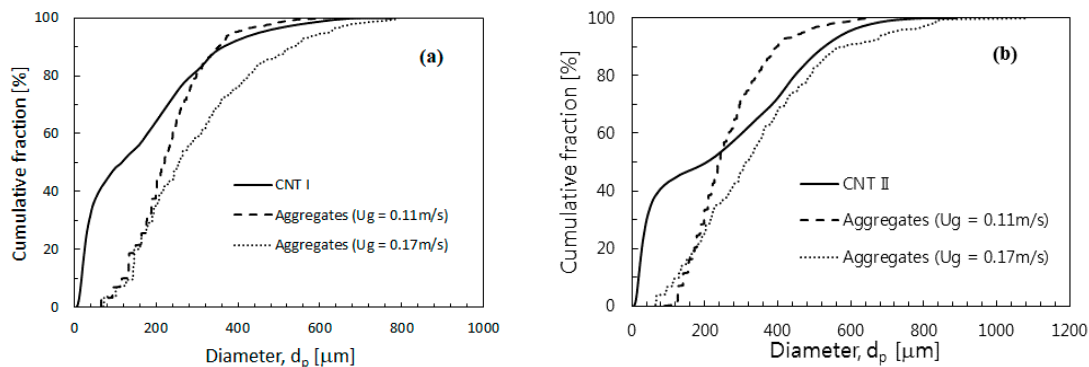 100
80
60
40
20
0
Cumulative fraction [%]
(a)
CNT I
Aggregates (Ug = 0.11m/s)
Aggregates (Ug = 0.17m/s)
0
200
400
600
800
1000
Diameter, dp [μm]
100
80
60
40
20
0
Cumulative fraction [%]
(b)
CNT Ⅱ
Aggregates (Ug = 0.11m/s)
Aggregates (Ug = 0.17m/s)
0
200
400
600
800
1000
1200
Diameter, dp [μm]